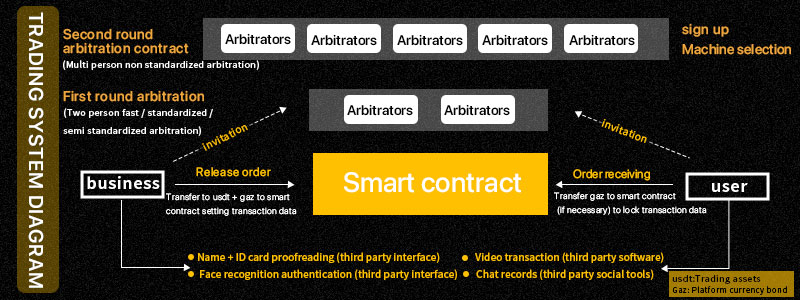 TRADING SYSTEM DIAGRAM
Second round
arbitration contract
(Multi person non standardized arbitration)
Arbitrators Arbitrators Arbitrators Arbitrators Arbitrators
sign up
Machine selection
First round arbitration
(Two person fast / standardized /
semi standardized arbitration)
Arbitrators Arbitrators
invitation
invitation
business
Release order
Transfer to usdt + gaz to smart
contract setting transaction data
Smart contract
Order receiving
Transfer gaz to smart contract
(if necessary) to lock transaction data
user
Name + ID card proofreading (third party interface)
Face recognition authentication (third party interface)
Video transaction (third party software)
Chat records (third party social tools)
usdt:Trading assets
Gaz: Platform currency bond